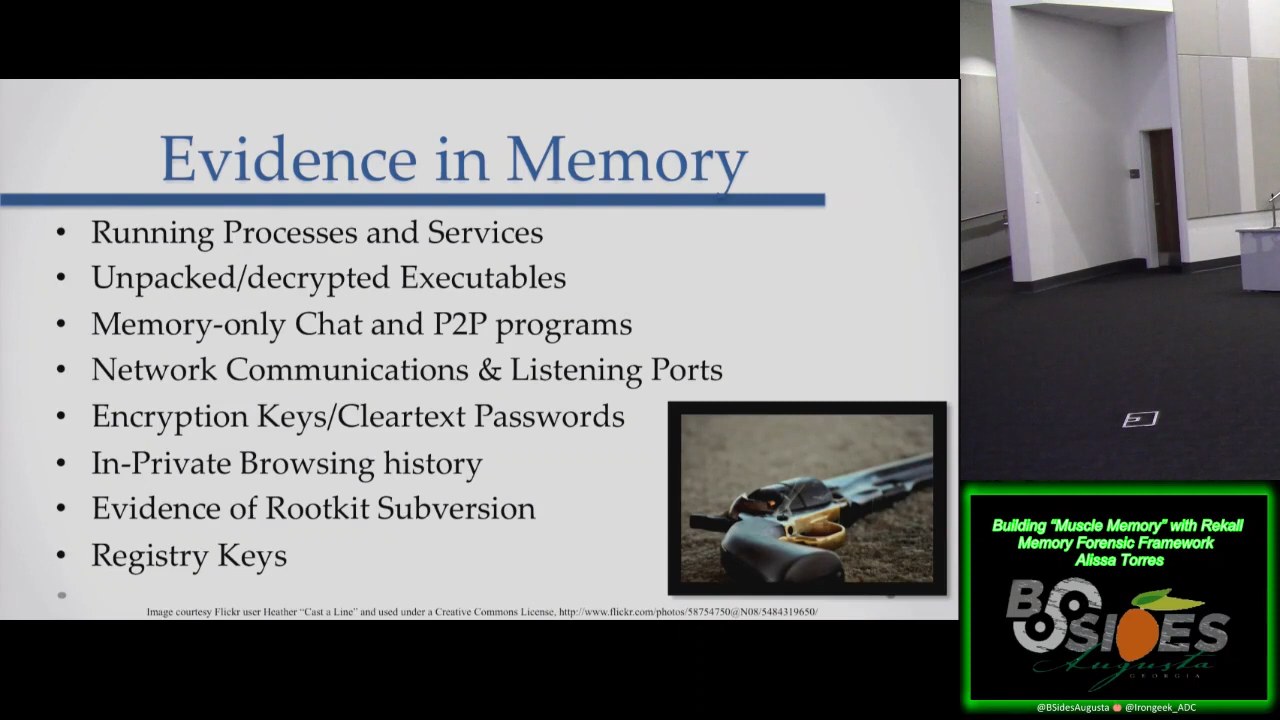 Evidence in Memory
• Running Processes and Services
• Unpacked/decrypted Executables
• Memory-only Chat and P2P programs
• Network Communications & Listening Ports
• Encryption Keys/Cleartext Passwords
• In-Private Browsing history
• Evidence of Rootkit Subversion
• Registry Keys
Image courtesy Flickr user Heather “Cast a Line” and used under a Creative Commons License, http://www.flickr.com/photos/58754750@N08/5484319650/
Building “Muscle Memory” with Rekall
Memory Forensic Framework
Alissa Torres
BSIDES
Augusta
GEORGIA
@BSidesAugusta @Irongeek_ADC